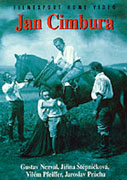 FILMEXPORT HOME VIDEO
Jan Cimbura
Gustav Nezval, Jiřina Štěpničková,
Vilém Pfeiffer, Jaroslav Průcha